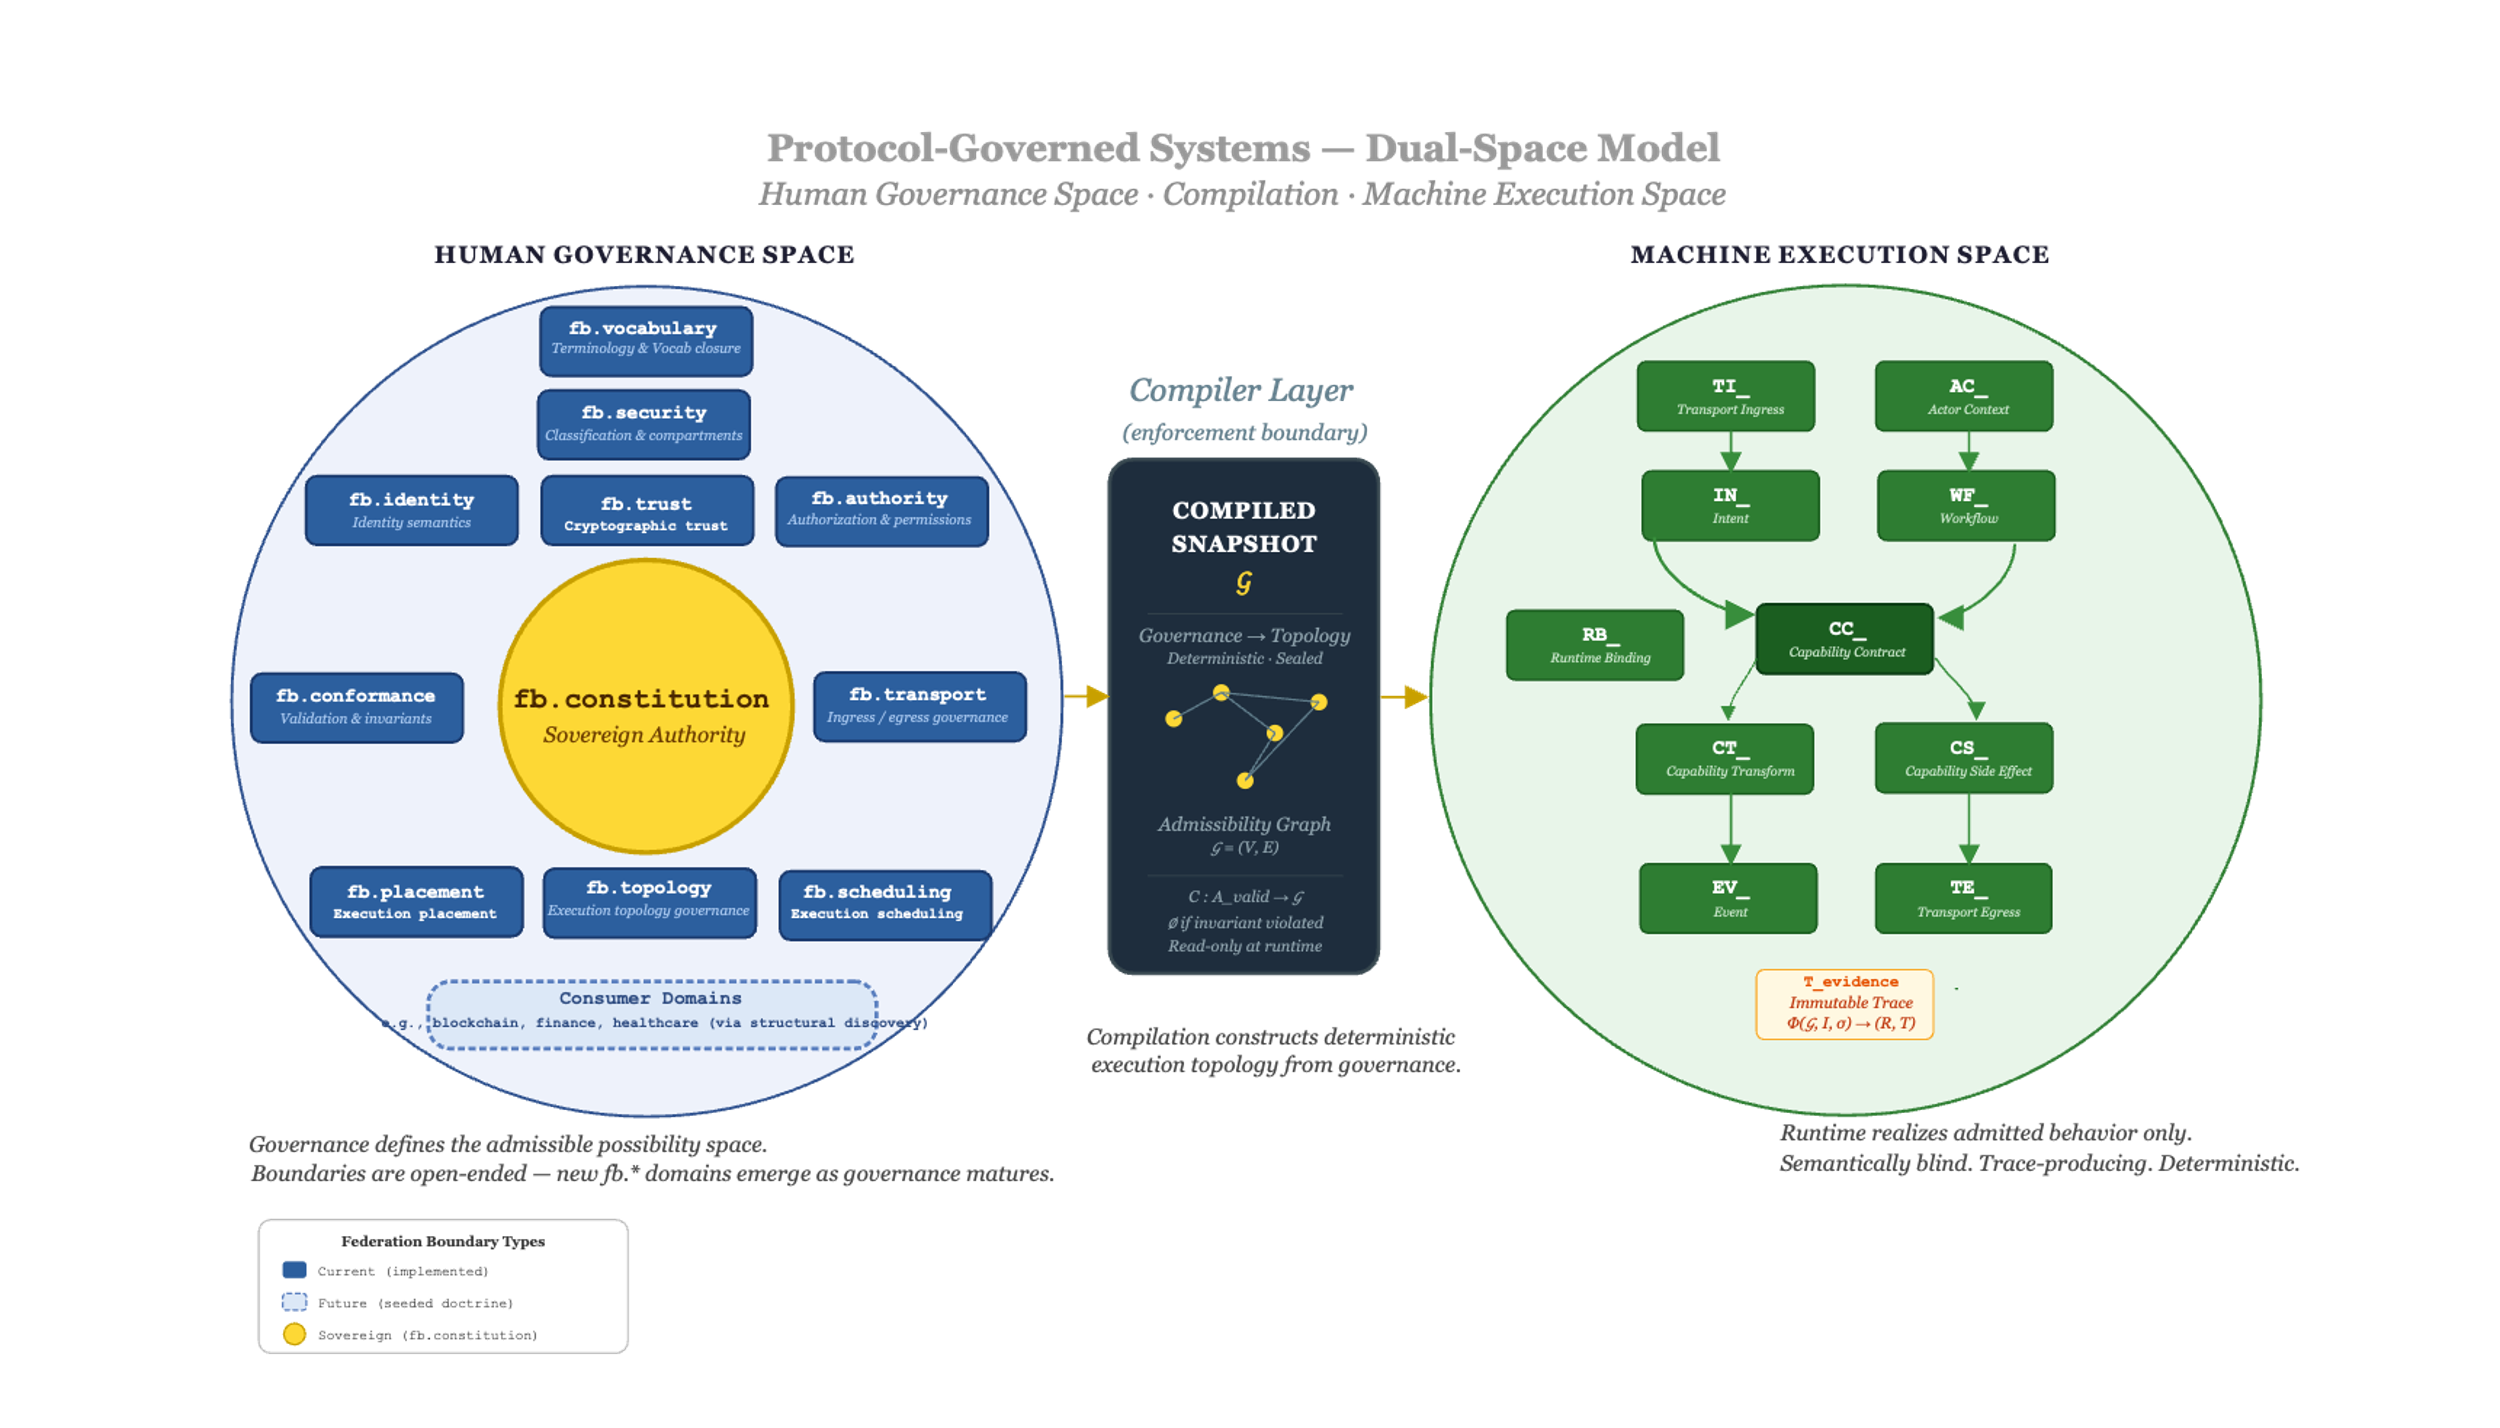 Protocol-Governed Systems — Dual-Space Model
Human Governance Space · Compilation · Machine Execution Space
HUMAN GOVERNANCE SPACE
fb.vocabulary
Terminology & Vocab closure
fb.security
Classification & compartments
fb.identity
Identity semantics
fb.trust
Cryptographic trust
fb.authority
Authorization & permissions
fb.conformance
Validation & invariants
fb.constitution
Sovereign Authority
fb.transport
Ingress / egress governance
fb.placement
Execution placement
fb.topology
Execution topology governance
fb.scheduling
Execution scheduling
Consumer Domains
e.g., blockchain, finance, healthcare (via structural discovery)
Governance defines the admissible possibility space.
Boundaries are open-ended — new fb.* domains emerge as governance matures.
Federation Boundary Types
Current (implemented)
Future (seeded doctrine)
Sovereign (fb.constitution)
Compiler Layer
(enforcement boundary)
COMPILED
SNAPSHOT
𝒢
Governance → Topology
Deterministic · Sealed
Admissibility Graph
𝒢 = (V, E)
C : A_valid → 𝒢
∅ if invariant violated
Read-only at runtime
Compilation constructs deterministic
execution topology from governance.
MACHINE EXECUTION SPACE
TI_
Transport Ingress
AC_
Actor Context
IN_
Intent
WF_
Workflow
RB_
Runtime Binding
CC_
Capability Contract
CT_
Capability Transform
CS_
Capability Side Effect
EV_
Event
TE_
Transport Egress
T_evidence
Immutable Trace
Φ(𝒢, I, σ) → (R, T)
Runtime realizes admitted behavior only.
Semantically blind. Trace-producing. Deterministic.